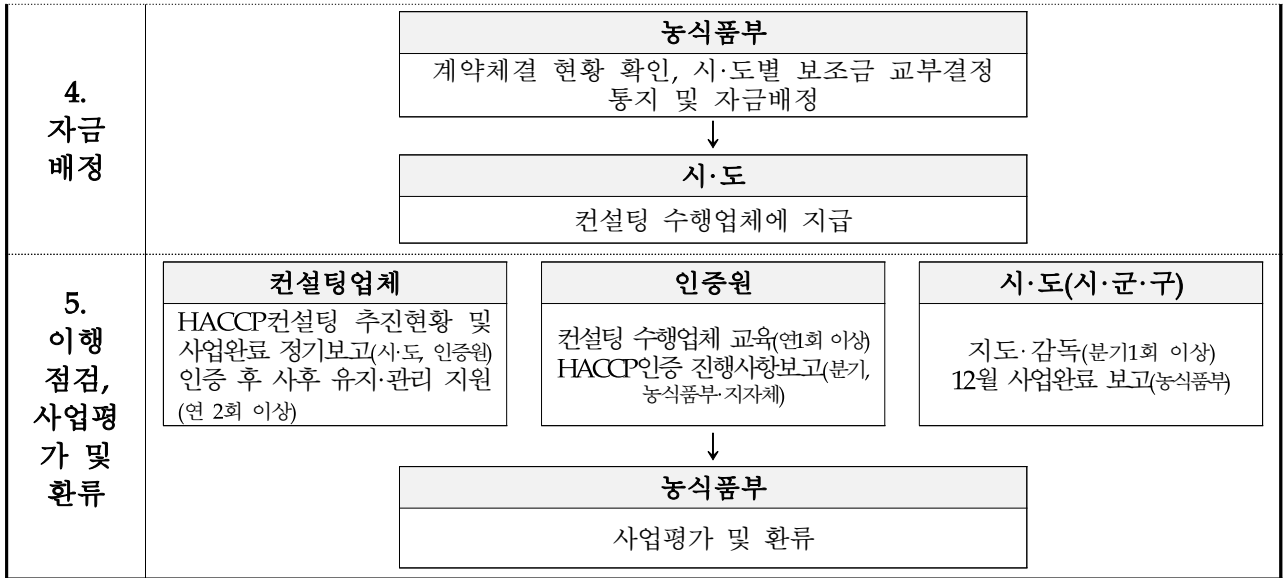 4.
자금
배정
농식품부
계약체결 현황 확인, 시·도별 보조금 교부결정
통지 및 자금배정
↓
시·도
컨설팅 수행업체에 지급
5.
이행
점검,
사업평
가 및
환류
컨설팅업체
HACCP컨설팅 추진현황 및
사업완료 정기보고(시·도, 인증원)
인증 후 사후 유지·관리 지원
(연 2회 이상)
인증원
컨설팅 수행업체 교육(연1회 이상)
HACCP인증 진행사항보고(분기,
농식품부·지자체)
시·도(시·군·구)
지도·감독(분기1회 이상)
12월 사업완료 보고(농식품부)
↓
농식품부
사업평가 및 환류